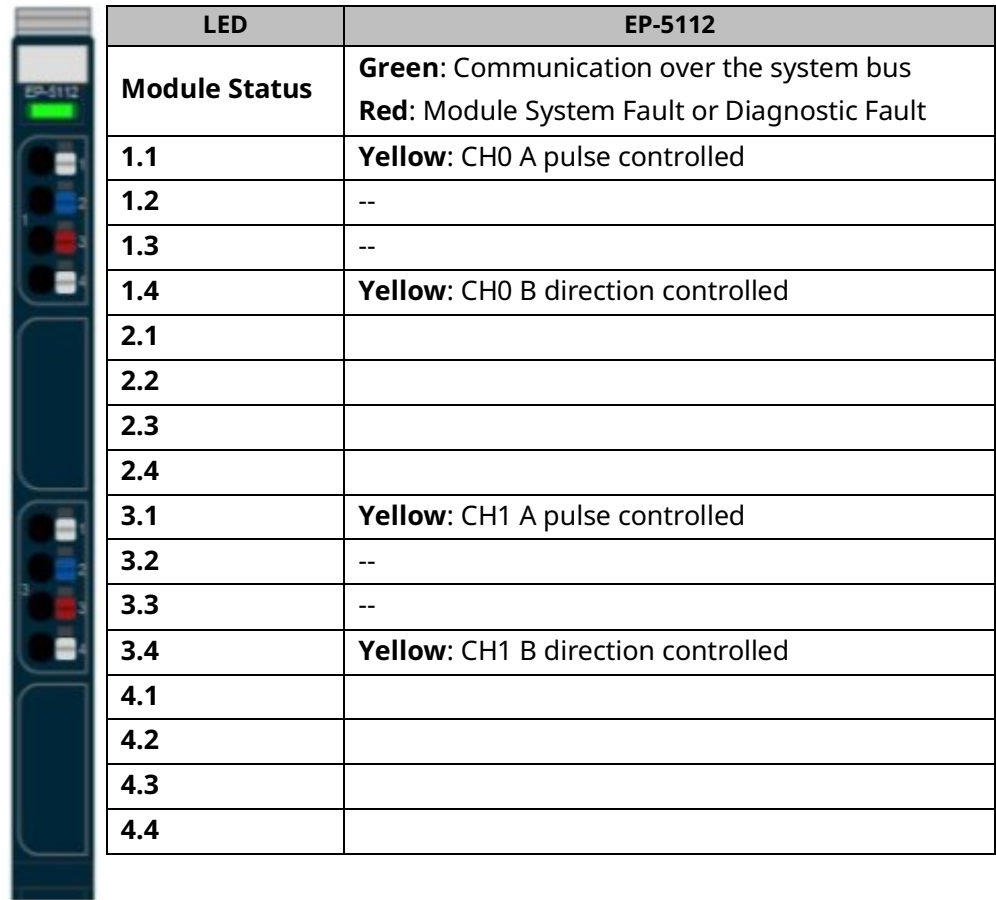 EP-5112
1
2
1
3
4
1
2
3
3
4
LED EP-5112
Module Status
Green: Communication over the system bus
Red: Module System Fault or Diagnostic Fault
1.1 Yellow: CH0 A pulse controlled
1.2 --
1.3 --
1.4 Yellow: CH0 B direction controlled
2.1
2.2
2.3
2.4
3.1 Yellow: CH1 A pulse controlled
3.2 --
3.3 --
3.4 Yellow: CH1 B direction controlled
4.1
4.2
4.3
4.4